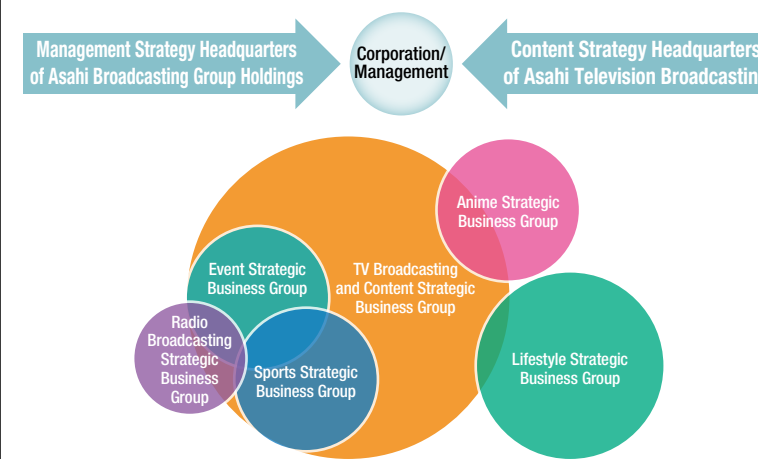 Management Strategy Headquarters
of Asahi Broadcasting Group Holdings
Corporation/
Management
Content Strategy Headquarters
of Asahi Television Broadcastin
Anime Strategic
Business Group
Event Strategic
Business Group
TV Broadcasting
and Content Strategic
Business Group
Radio
Broadcasting
Strategic
Business
Group
Sports Strategic
Business Group
Lifestyle Strategic
Business Group